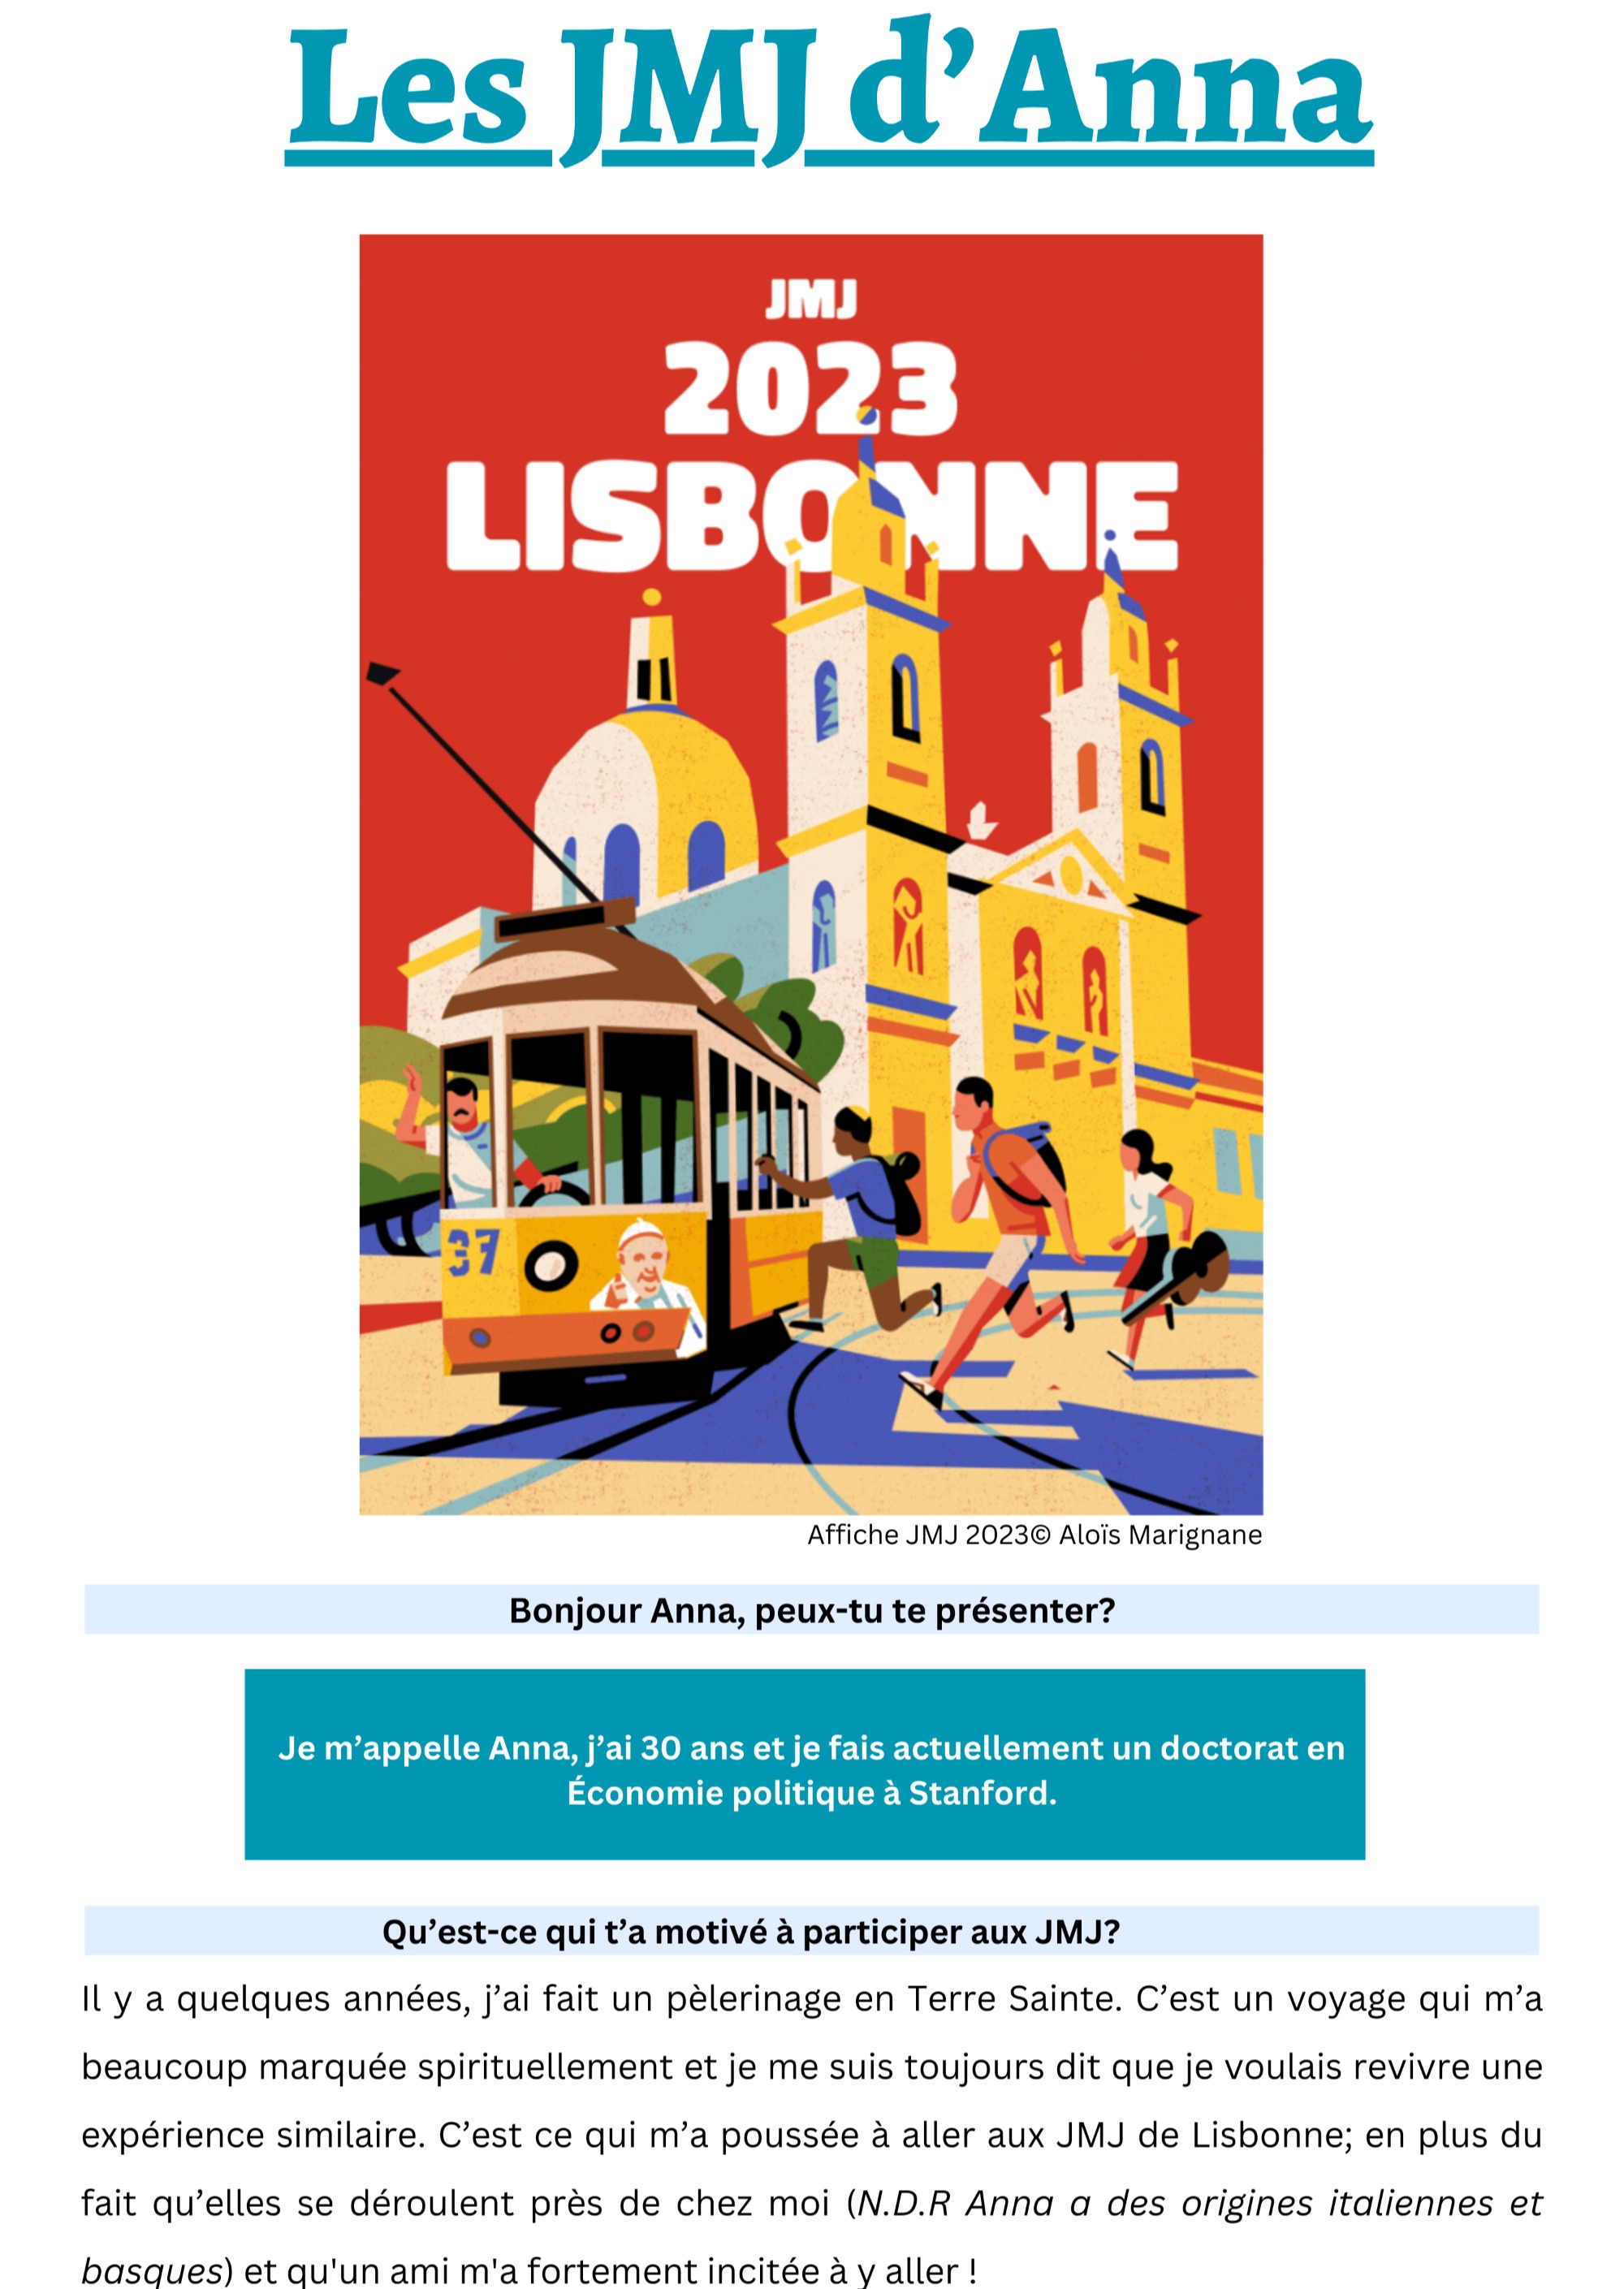 Les JMJ d’Anna
JMJ
2023
LISBONNE
37
Affiche JMJ 2023© Aloïs Marignane
Bonjour Anna, peux-tu te présenter?
Je m’appelle Anna, j’ai 30 ans et je fais actuellement un doctorat en
Économie politique à Stanford.
Qu’est-ce qui t’a motivé à participer aux JMJ?
Il y a quelques années, j’ai fait un pèlerinage en Terre Sainte. C’est un voyage qui m’a
beaucoup marquée spirituellement et je me suis toujours dit que je voulais revivre une
expérience similaire. C’est ce qui m’a poussée à aller aux JMJ de Lisbonne; en plus du
fait qu’elles se déroulent près de chez moi (N.D.R Anna a des origines italiennes et
basques) et qu'un ami m'a fortement incitée à y aller !